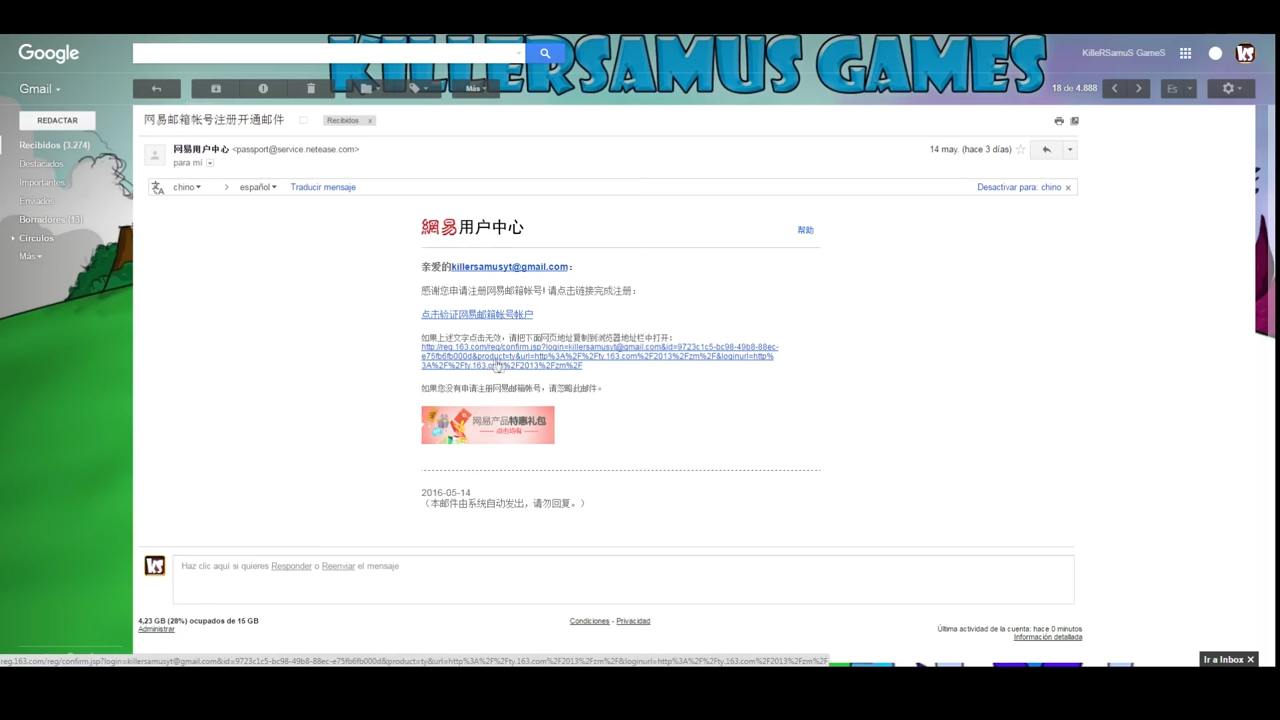 KILLERSAMUS GAMES
Google
KilleRSamuS GameS
Gmail
Más
18 de 4.888
Es
REDACTAR
网易邮箱帐号注册开通邮件
Recibidos x
Recibidos (3.274)
Destacados
Importantes
Enviados
Borradores (13)
Círculos
Más
网易用户中心 <passport@service.netease.com>
14 may. (hace 3 días)
para mí
chino > español Traducir mensaje
Desactivar para: chino x
網易用户中心
帮助
亲爱的killersamusyt@gmail.com：
感谢您申请注册网易邮箱帐号! 请点击链接完成注册：
点击验证网易邮箱帐号帐户
如果上述文字点击无效，请把下面网页地址复制到浏览器地址栏中打开：
http://reg.163.com/reg/confirm.jsp?login=killersamusyt@gmail.com&id=9723c1c5-bc98-49b8-88ec-
e75fb6fb000d&product=ty&url=http%3A%2F%2Fty.163.com%2F2013%2Fzm%2F&loginurl=http%
3A%2F%2Fty.163.com%2F2013%2Fzm%2F
如果您没有申请注册网易邮箱帐号，请忽略此邮件。
网易产品特惠礼包
2016-05-14
（本邮件由系统自动发出，请勿回复。）
KS
Haz clic aquí si quieres Responder o Reenviar el mensaje
4,23 GB (28%) ocupados de 15 GB
Administrar
Condiciones - Privacidad
Última actividad de la cuenta: hace 0 minutos
Información detallada
reg.163.com/reg/confirm.jsp?login=killersamusyt@gmail.com&id=9723c1c5-bc98-49b8-88ec-e75fb6fb000d&product=ty&url=http%3A%2F%2Fty.163.com%2F2013%2Fzm%2F&loginurl=http%3A%2F%2Fty.163.com%2F2013%2Fzm%2F
Ir a Inbox x